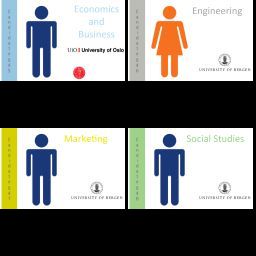 Economics
and
Business
UiO University of Oslo
Engineering
UNIVERSITY OF BERGEN
Marketing
UNIVERSITY OF BERGEN
Social Studies
UNIVERSITY OF BERGEN